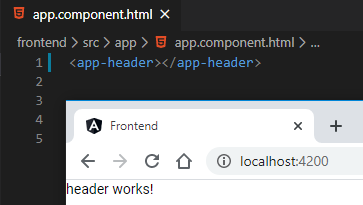 app.component.html
frontend > src > app > app.component.html > ...
1 <app-header></app-header>
2
3
4
5
Frontend
localhost:4200
header works!